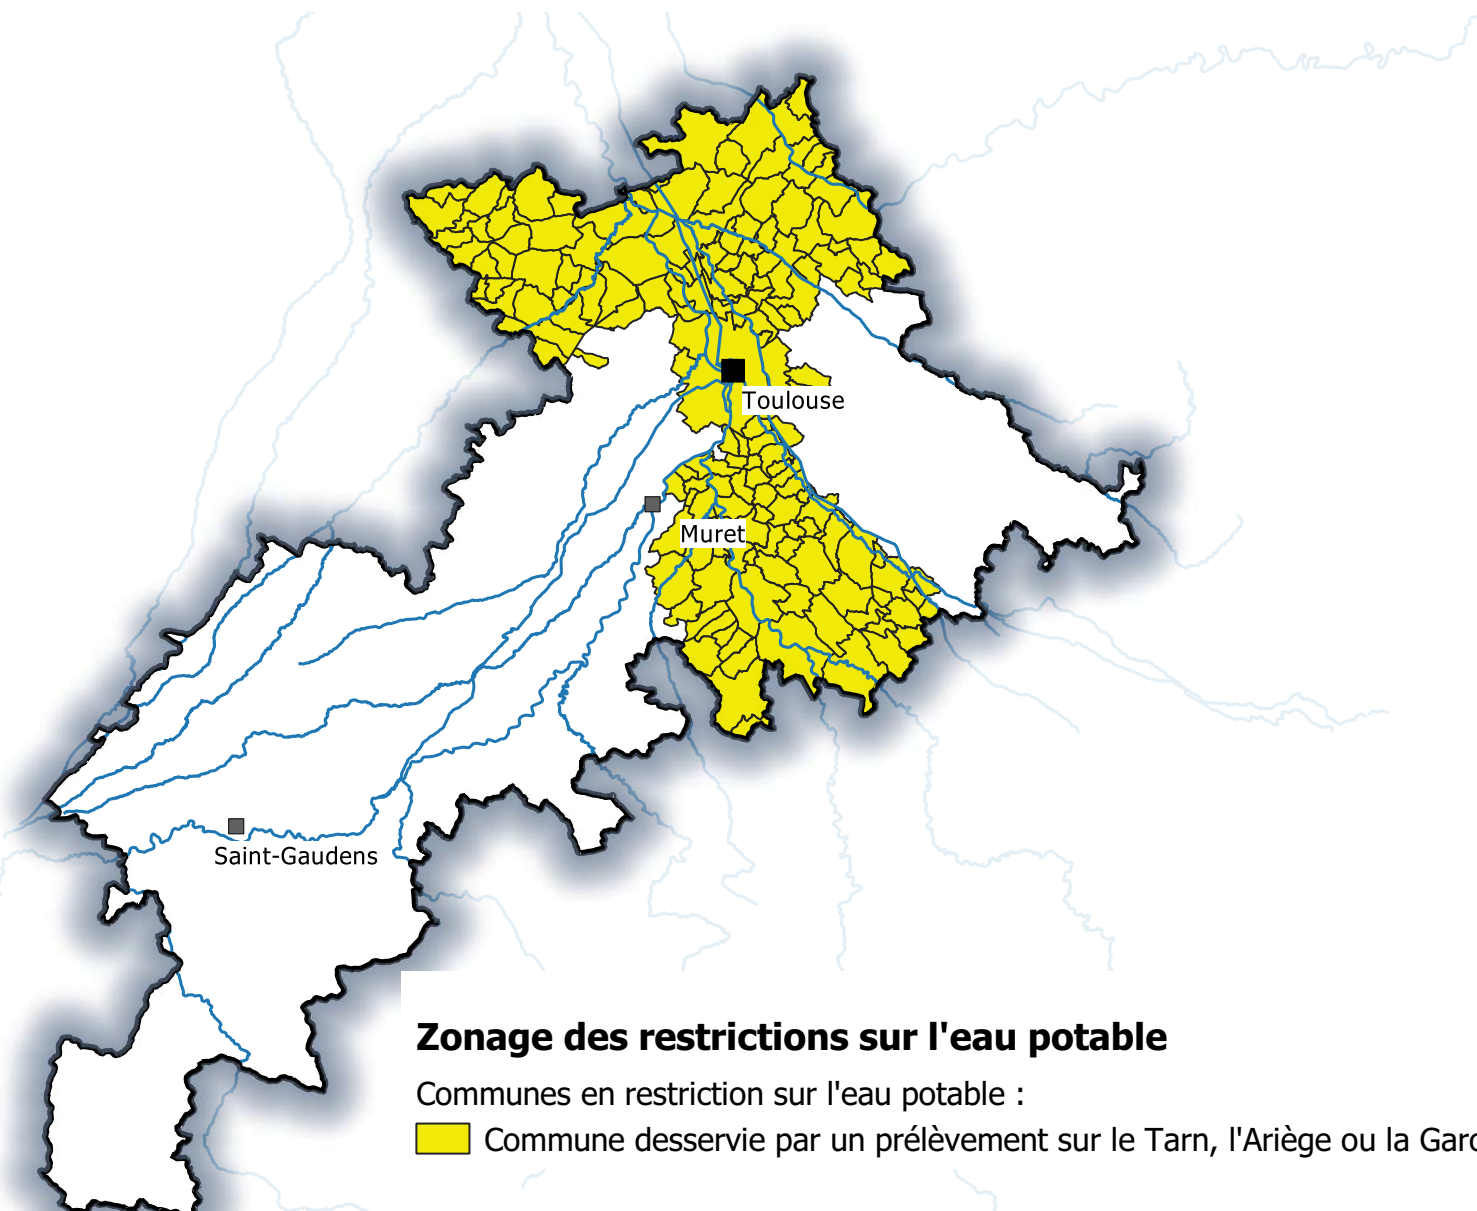 Toulouse
Muret
Saint-Gaudens
Zonage des restrictions sur l'eau potable
Communes en restriction sur l'eau potable :
Commune desservie par un prélèvement sur le Tarn, l'Ariège ou la